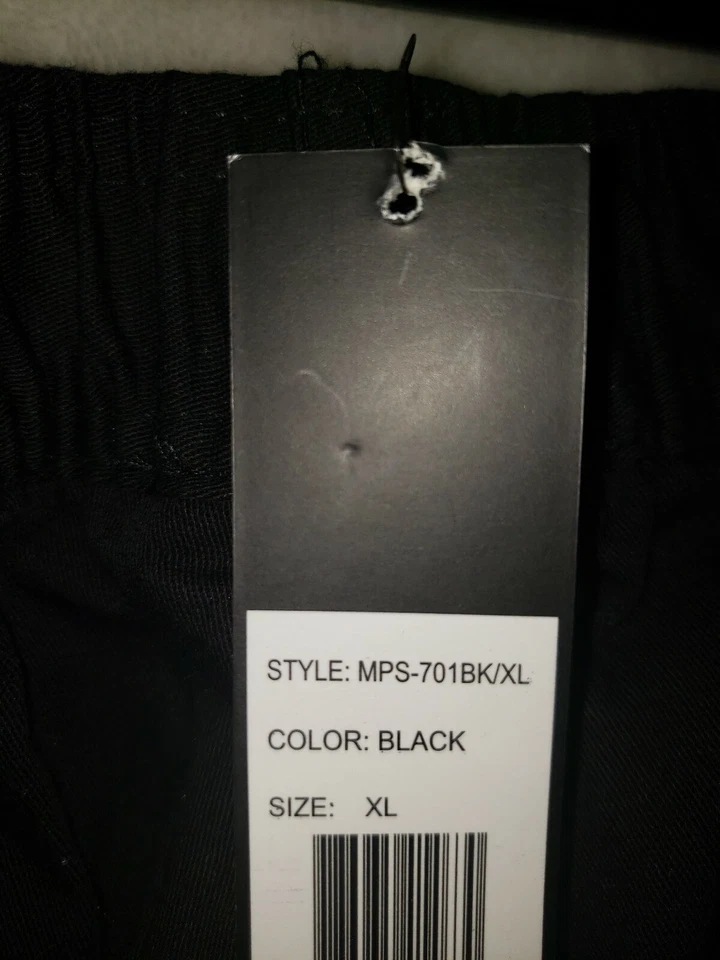 STYLE: MPS-701BK/XL
COLOR: BLACK
SIZE: XL